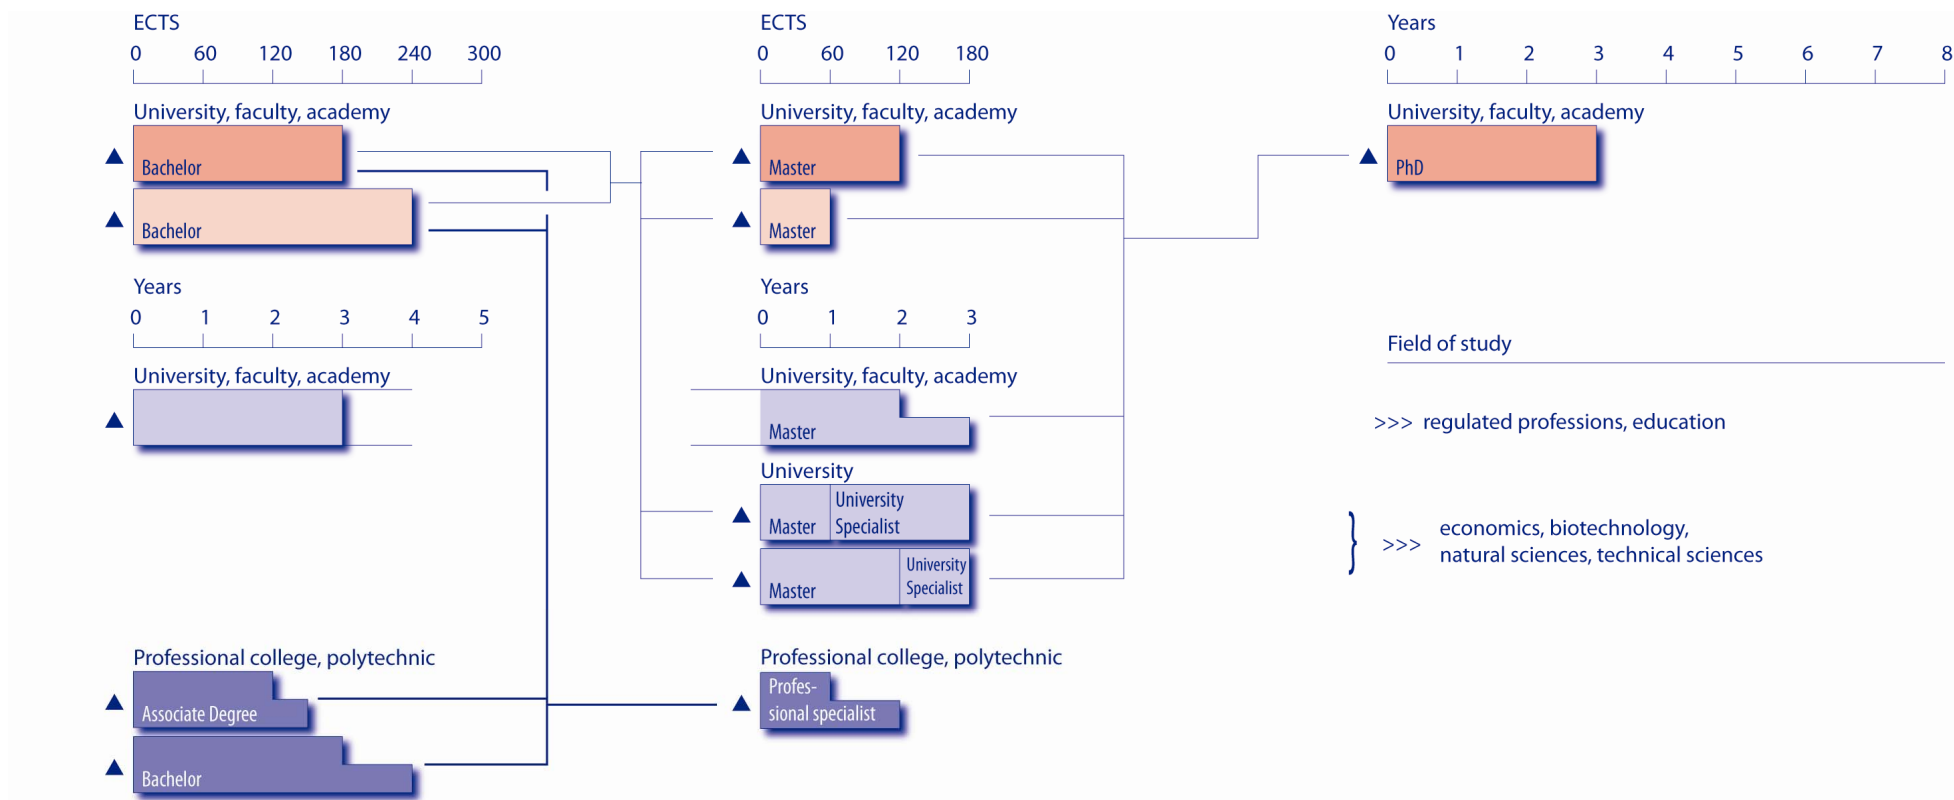 ECTS
0 60 120 180 240 300
University, faculty, academy
Bachelor
Bachelor
Years
0 1 2 3 4 5
University, faculty, academy
Professional college, polytechnic
Associate Degree
Bachelor
ECTS
0 60 120 180
University, faculty, academy
Master
Master
Years
0 1 2 3
University, faculty, academy
Master
University
Master
University
Specialist
Master
University
Specialist
Professional college, polytechnic
Profes-
sional specialist
Years
0 1 2 3 4 5 6 7 8
University, faculty, academy
PhD
Field of study
>>> regulated professions, education
>>> economics, biotechnology,
natural sciences, technical sciences